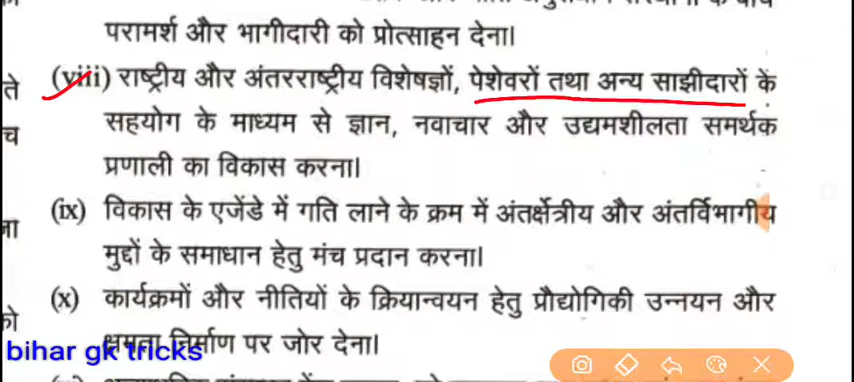 परामर्श और भागीदारी को प्रोत्साहन देना।
(viii) राष्ट्रीय और अंतरराष्ट्रीय विशेषज्ञों, पेशेवरों तथा अन्य साझीदारों के
ते
सहयोग के माध्यम से ज्ञान, नवाचार और उद्यमशीलता समर्थक
च
प्रणाली का विकास करना।
(ix) विकास के एजेंडे में गति लाने के क्रम में अंतर्क्षेत्रीय और अंतर्विभागीय
मुद्दों के समाधान हेतु मंच प्रदान करना।
(x) कार्यक्रमों और नीतियों के क्रियान्वयन हेतु प्रौद्योगिकी उन्नयन और
को
क्षमता निर्माण पर जोर देना।
bihar gk tricks